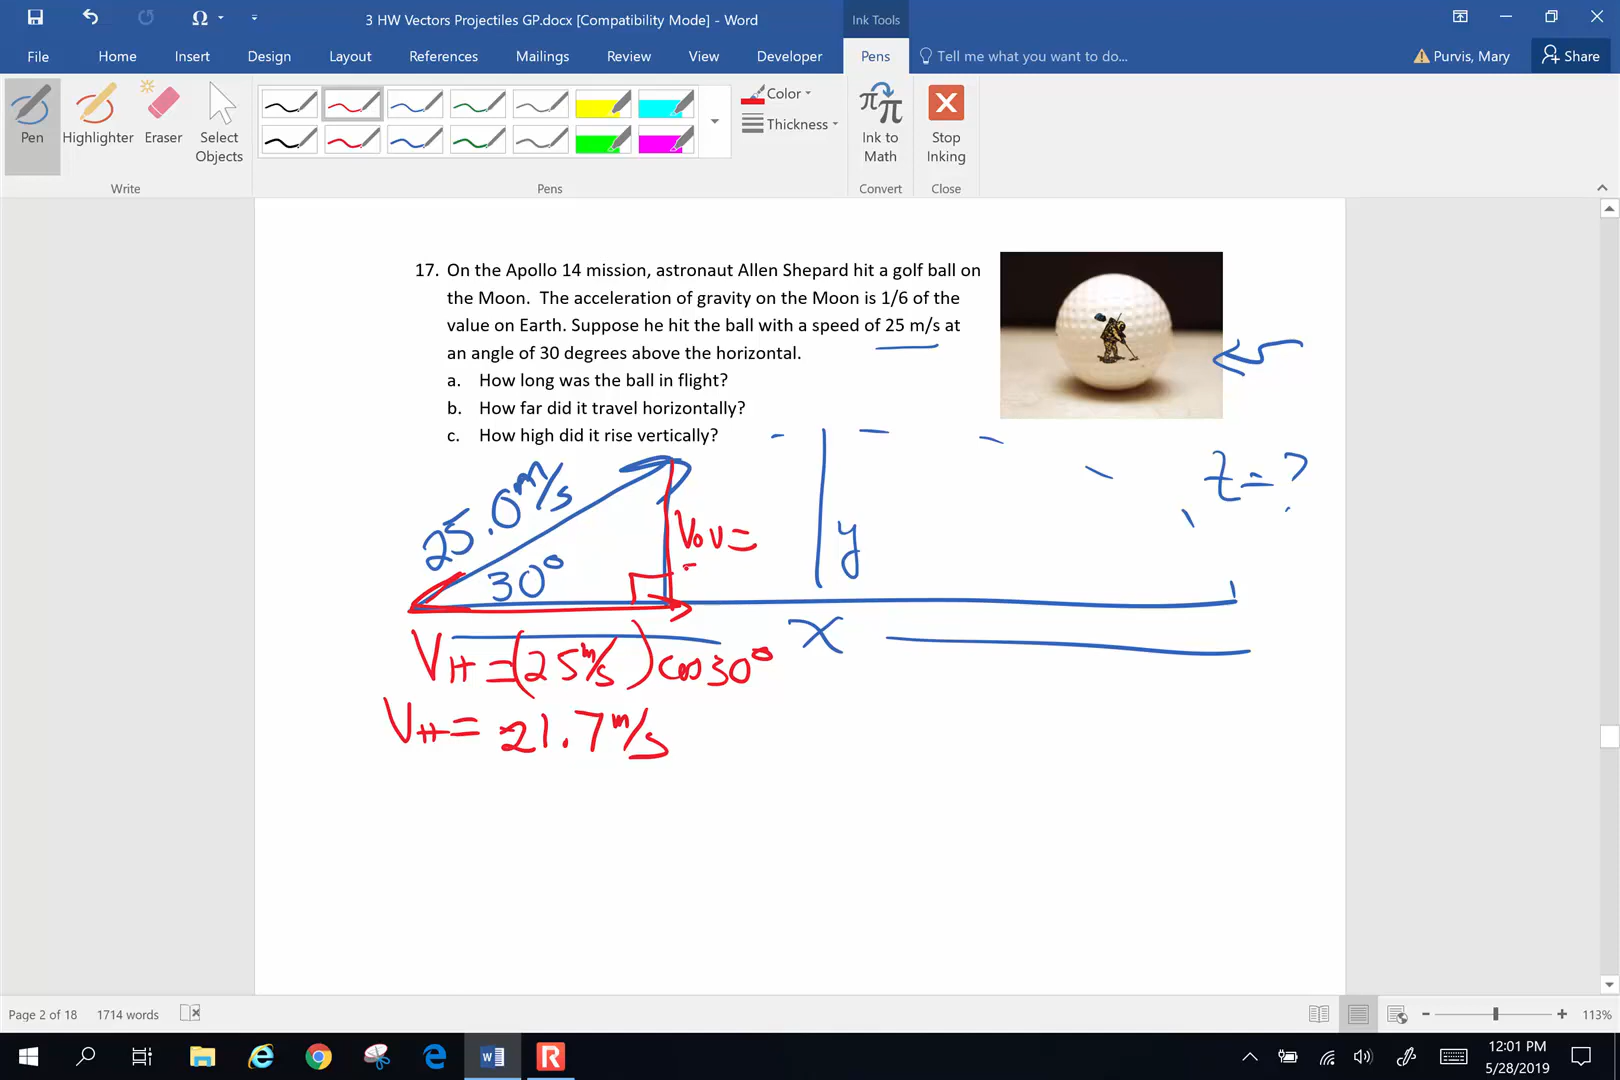 3 HW Vectors Projectiles GP.docx [Compatibility Mode] - Word
Ink Tools
File Home Insert Design Layout References Mailings Review View Developer Pens Tell me what you want to do... Purvis, Mary Share
Pen
Highlighter
Eraser
Select
Objects
Color
Thickness
Ink to
Math
Stop
Inking
Write
Pens
Convert
Close
17. On the Apollo 14 mission, astronaut Allen Shepard hit a golf ball on
the Moon. The acceleration of gravity on the Moon is 1/6 of the
value on Earth. Suppose he hit the ball with a speed of 25 m/s at
an angle of 30 degrees above the horizontal.
a. How long was the ball in flight?
b. How far did it travel horizontally?
c. How high did it rise vertically?
25.0 m/s
t = ?
V₀v =
y
30°
x
VH = (25 m/s) cos 30°
VH = 21.7 m/s
Page 2 of 18 1714 words
113%
12:01 PM
5/28/2019